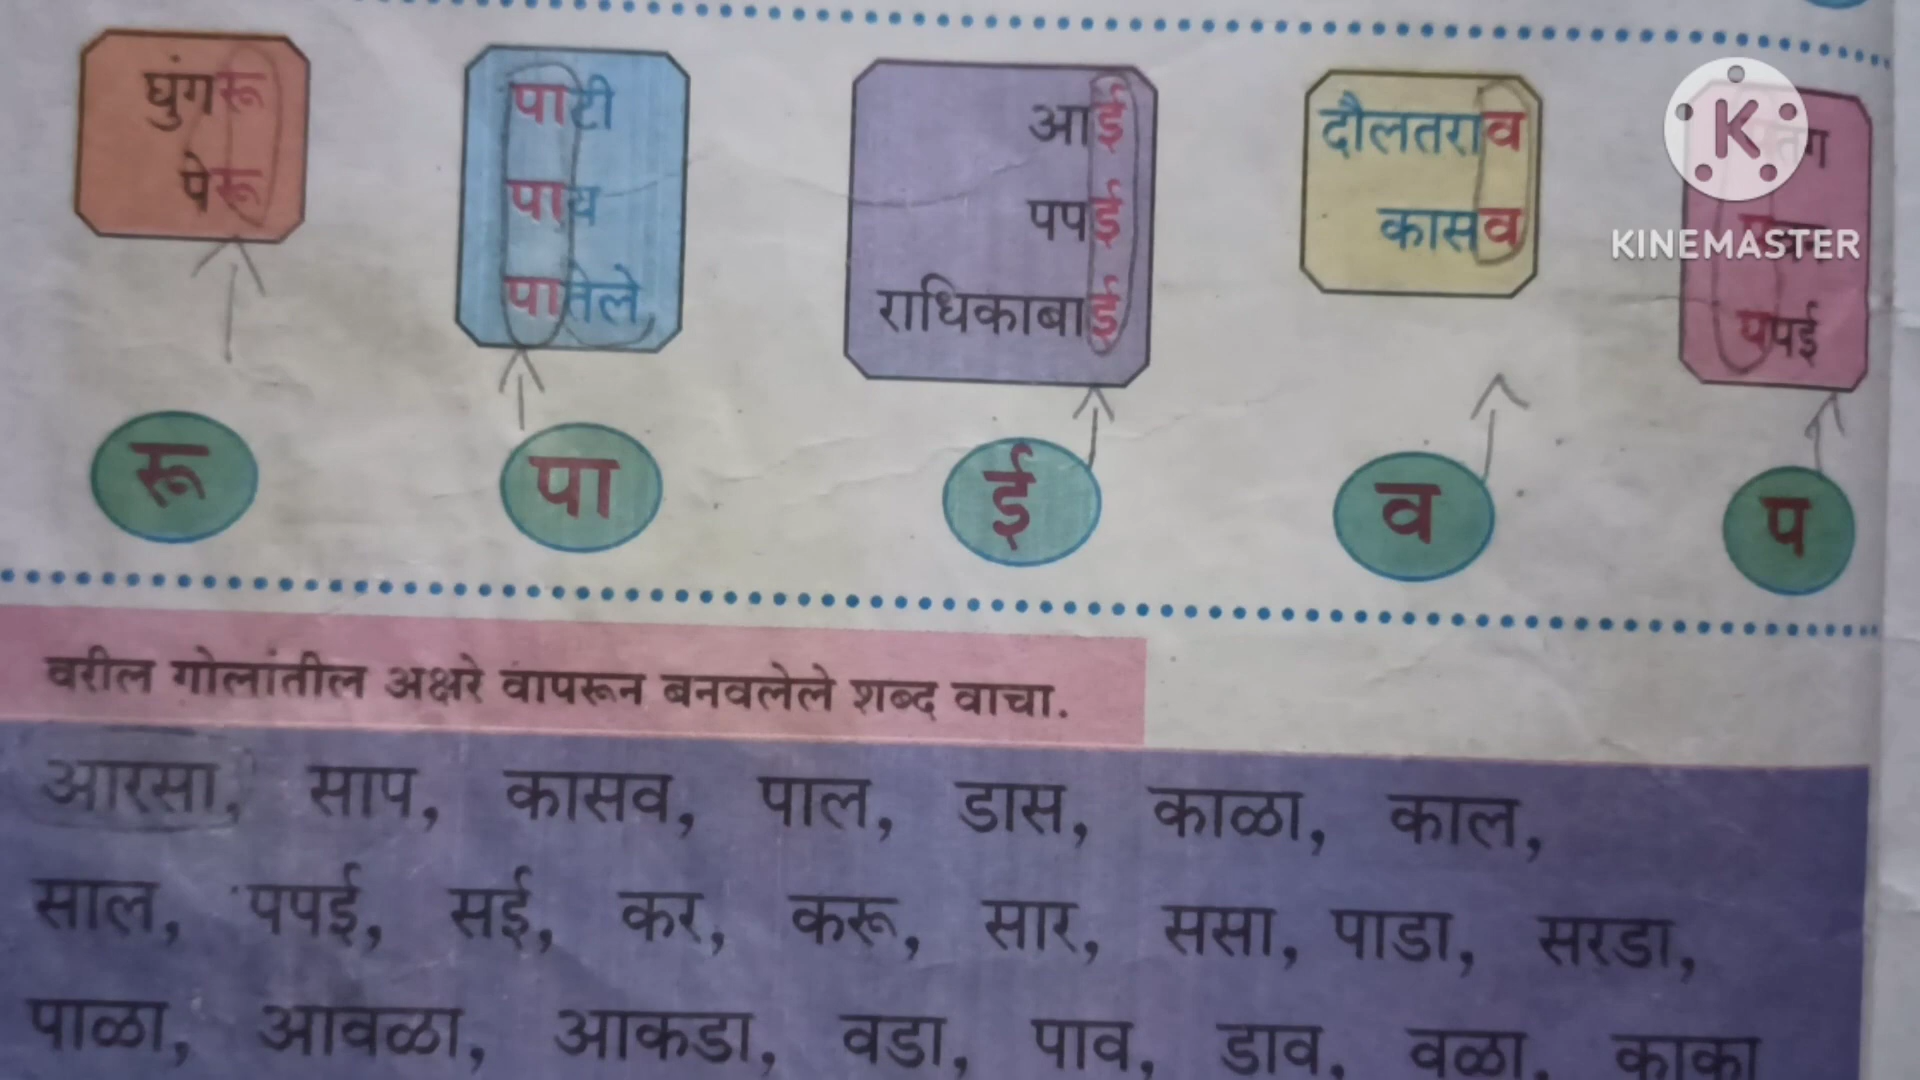 घुंगरू
पेरू
पाटी
पाय
पातेले
आई
पपई
राधिकाबाई
दौलतराव
कासव
पपई
KINEMASTER
रू पा ई व प
वरील गोलांतील अक्षरे वापरून बनवलेले शब्द वाचा.
आरसा, साप, कासव, पाल, डास, काळा, काल,
साल, पपई, सई, कर, करू, सार, ससा, पाडा, सरडा,
पाळा, आवळा, आकडा, वडा, पाव, डाव, वळा, काका